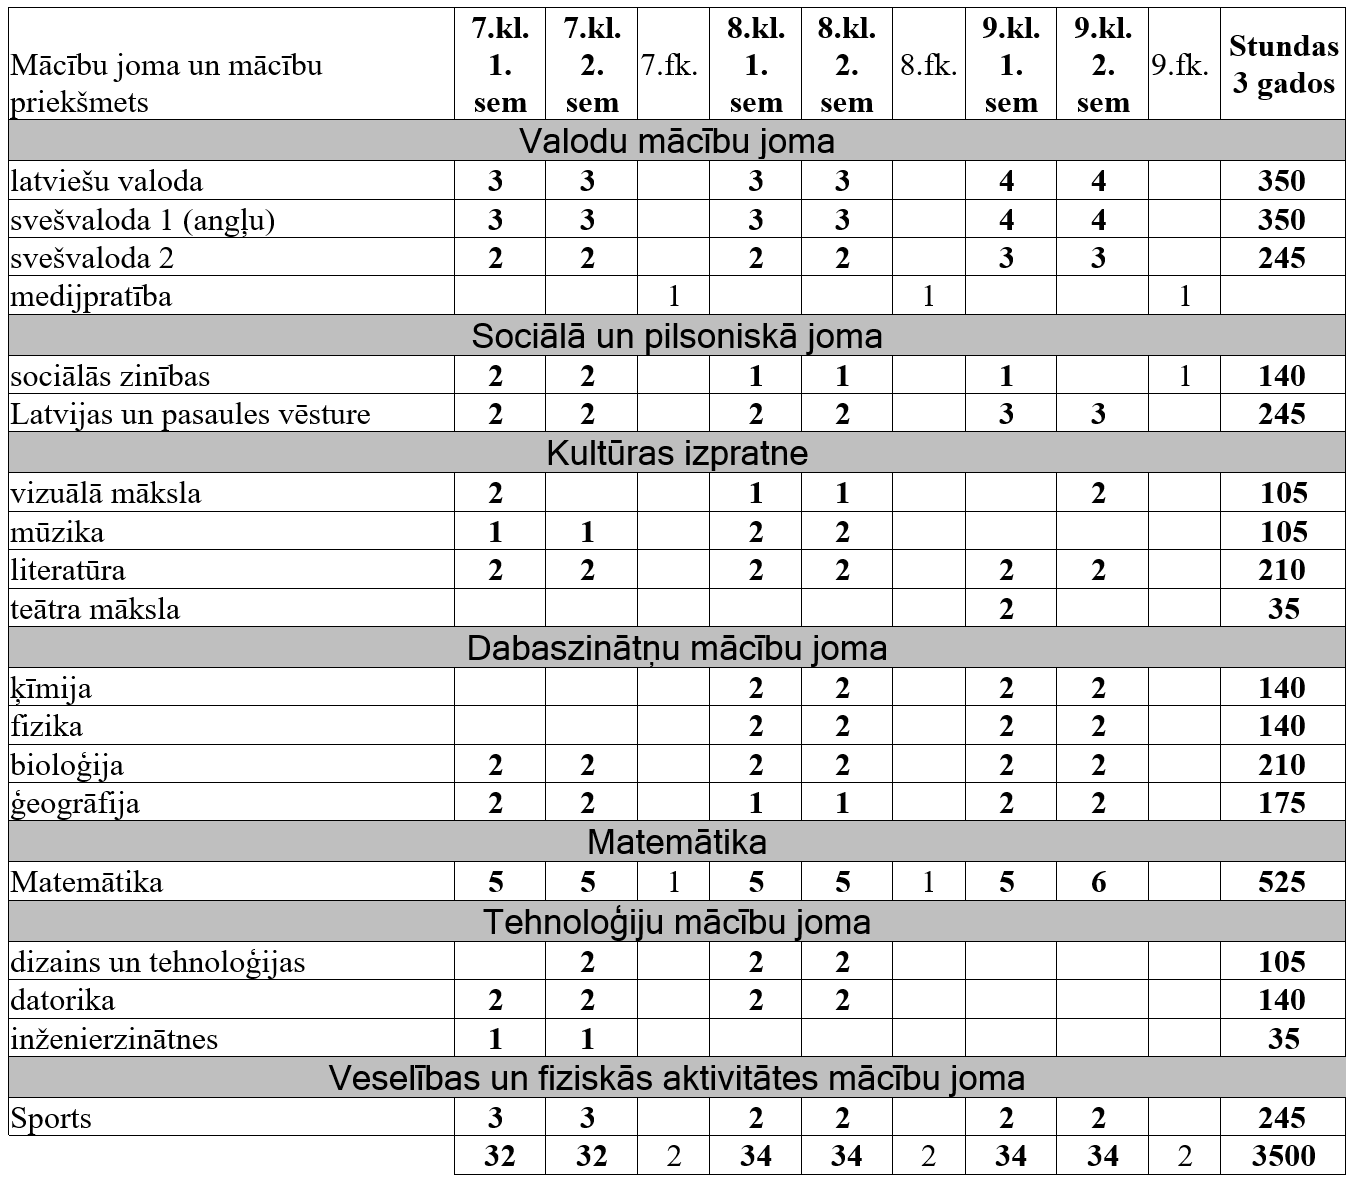 Mācību joma un mācību priekšmets 7.kl. 1. sem 7.kl. 2. sem 7.fk. 8.kl. 1. sem 8.kl. 2. sem 8.fk. 9.kl. 1. sem 9.kl. 2. sem 9.fk. Stundas 3 gados
Valodu mācību joma
latviešu valoda 3 3 3 3 4 4 350
svešvaloda 1 (angļu) 3 3 3 3 4 4 350
svešvaloda 2 2 2 2 2 3 3 245
medijpratība 1 1 1
Sociālā un pilsoniskā joma
sociālās zinības 2 2 1 1 1 1 140
Latvijas un pasaules vēsture 2 2 2 2 3 3 245
Kultūras izpratne
vizuālā māksla 2 1 1 2 105
mūzika 1 1 2 2 105
literatūra 2 2 2 2 2 2 210
teātra māksla 2 35
Dabaszinātņu mācību joma
ķīmija 2 2 2 2 140
fizika 2 2 2 2 140
bioloģija 2 2 2 2 2 2 210
ģeogrāfija 2 2 1 1 2 2 175
Matemātika
Matemātika 5 5 1 5 5 1 5 6 525
Tehnoloģiju mācību joma
dizains un tehnoloģijas 2 2 2 105
datorika 2 2 2 2 140
inženierzinātnes 1 1 35
Veselības un fiziskās aktivitātes mācību joma
Sports 3 3 2 2 2 2 245
32 32 2 34 34 2 34 34 2 3500